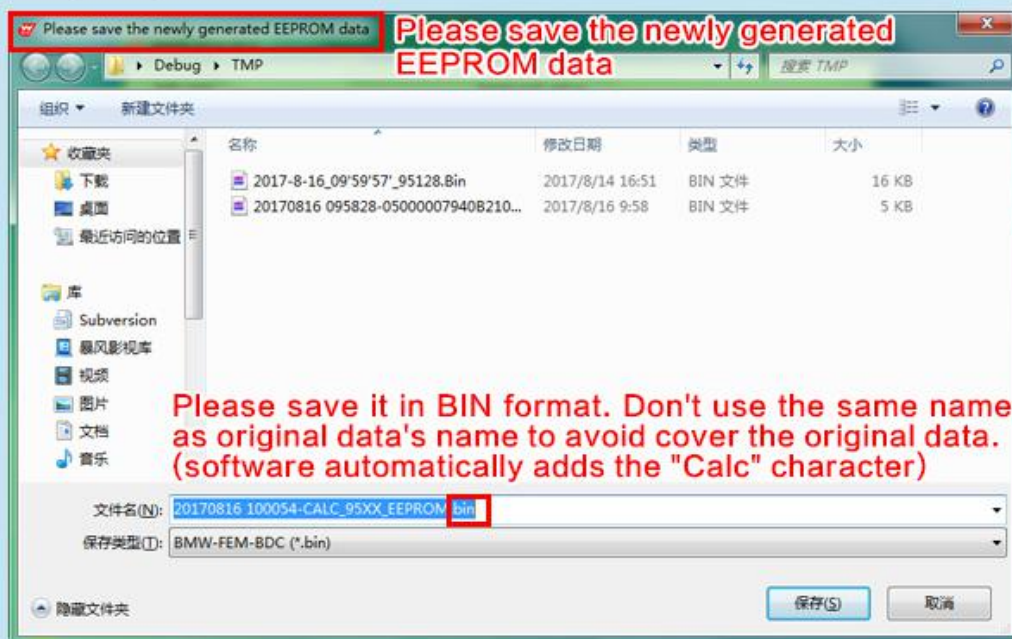 Please save the newly generated EEPROM data
Please save the newly generated
EEPROM data
Debug
TMP
搜索 TMP
组织
新建文件夹
名称
修改日期
类型
大小
收藏夹
下载
桌面
最近访问的位置
2017-8-16_09'59'57'_95128.Bin 2017/8/14 16:51 BIN 文件 16 KB
20170816 095828-05000007940B210... 2017/8/16 9:58 BIN 文件 5 KB
库
Subversion
暴风影视库
视频
图片
文档
音乐
Please save it in BIN format. Don't use the same name
as original data's name to avoid cover the original data.
(software automatically adds the "Calc" character)
文件名(N): 20170816 100054-CALC_95XX_EEPROM.bin
保存类型(T): BMW-FEM-BDC (*.bin)
隐藏文件夹
保存(S)
取消